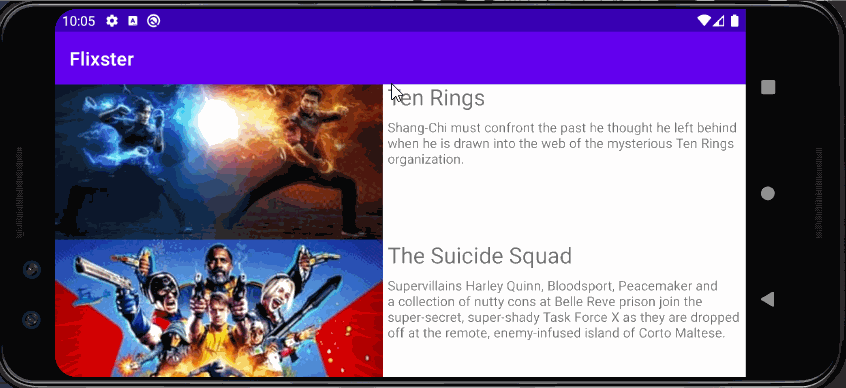 10:05
Flixster
Ten Rings
Shang-Chi must confront the past he thought he left behind
when he is drawn into the web of the mysterious Ten Rings
organization.
The Suicide Squad
Supervillains Harley Quinn, Bloodsport, Peacemaker and
a collection of nutty cons at Belle Reve prison join the
super-secret, super-shady Task Force X as they are dropped
off at the remote, enemy-infused island of Corto Maltese.